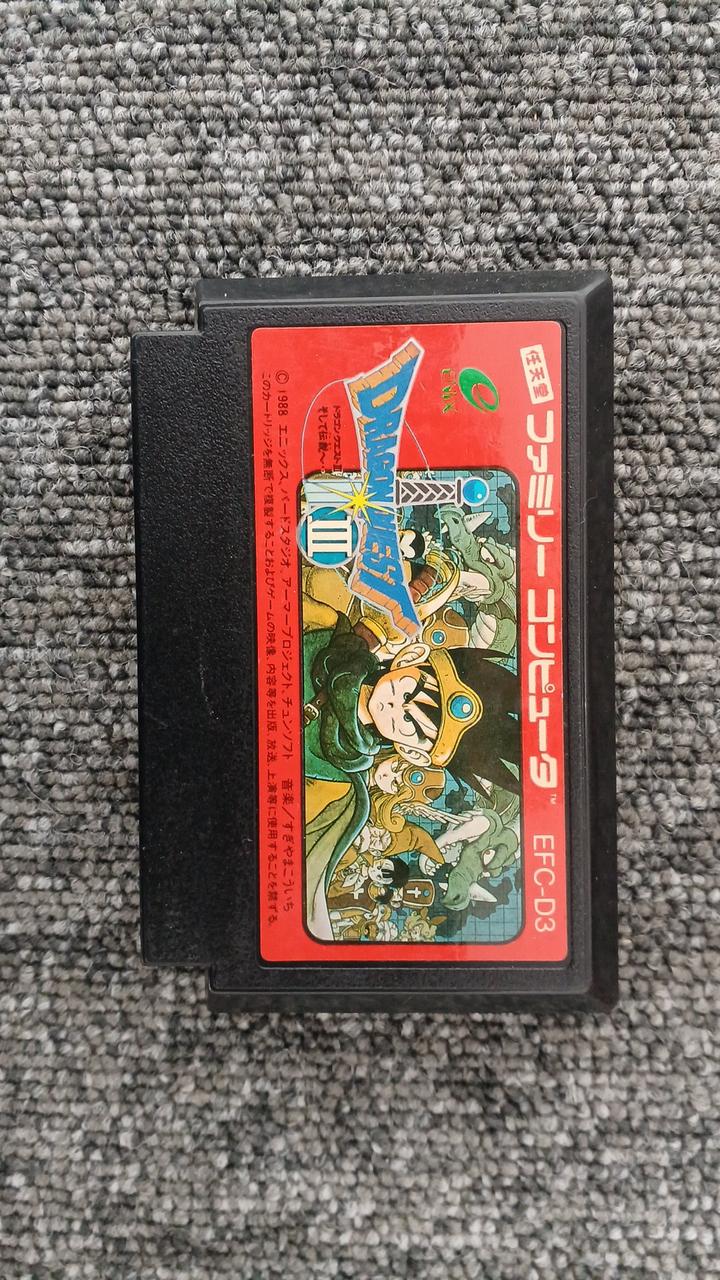 任天堂 ファミリー コンピュータ™ EFC-D3
ENIX
DRAGON QUEST
III
ドラゴンクエストIII
そして伝説へ…
© 1988 エニックス、バードスタジオ、アーマープロジェクト、チュンソフト 音楽/すぎやまこういち
このカートリッジを無断で複製することおよびゲームの映像、内容等を出版、放送、上演等に使用することを禁ずる。